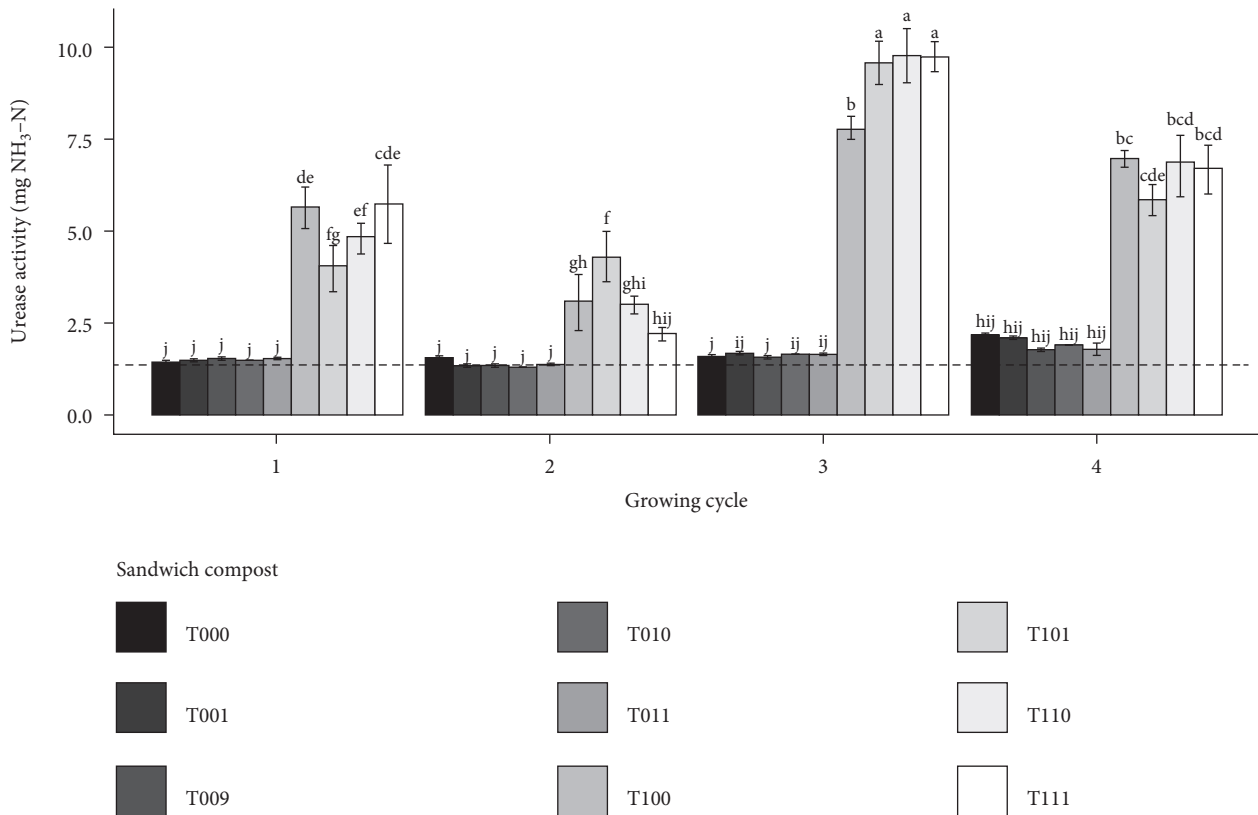 Urease activity (mg NH3–N)
10.0
7.5
5.0
2.5
0.0
j j j j j de fg ef cde
j j j j j gh f ghi hij
j ij j ij ij b a a a
hij hij hij hij hij bc cde bcd bcd
1 2 3 4
Growing cycle
Sandwich compost
T000 T010 T101
T001 T011 T110
T009 T100 T111